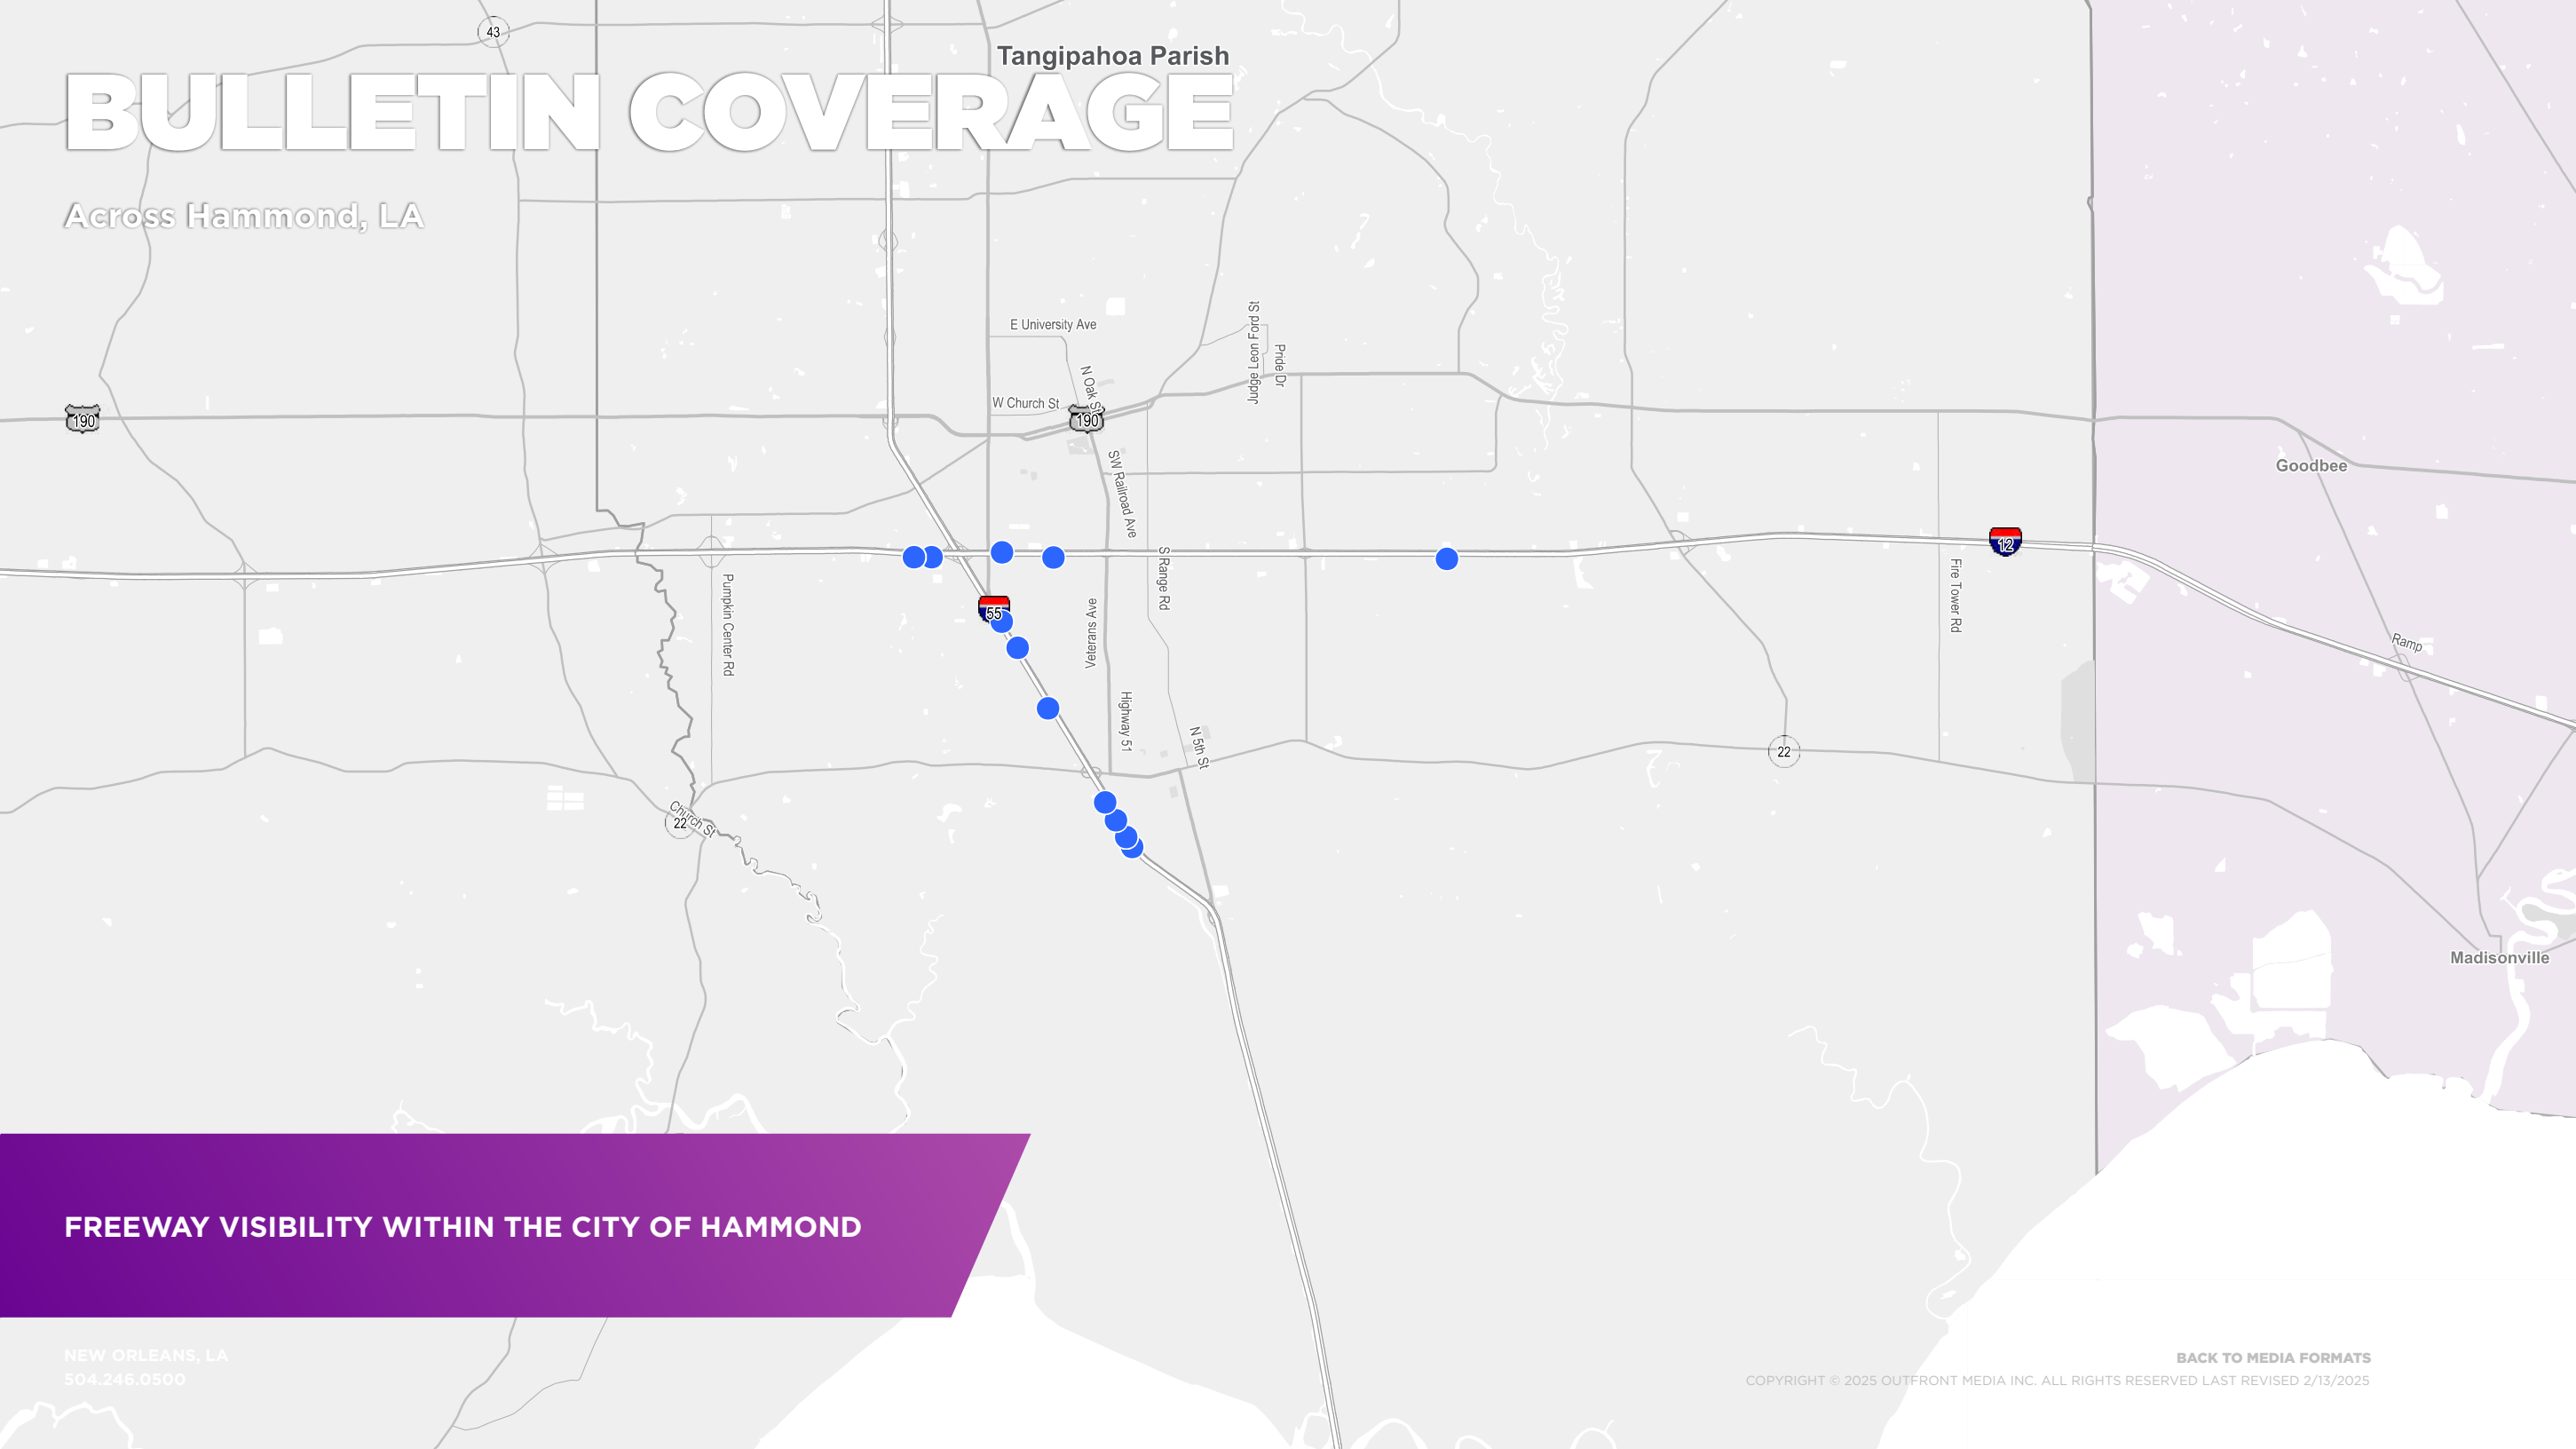 43
Tangipahoa Parish
BULLETIN COVERAGE
Across Hammond, LA
E University Ave
Judge Leon Ford St
Pride Dr
N Oak St
W Church St
190
190
Goodbee
SW Railroad Ave
12
S Range Rd
Fire Tower Rd
Pumpkin Center Rd
55
Veterans Ave
Ramp
Highway 51
N 5th St
22
Church St
22
Madisonville
FREEWAY VISIBILITY WITHIN THE CITY OF HAMMOND
NEW ORLEANS, LA
504.246.0500
BACK TO MEDIA FORMATS
COPYRIGHT © 2025 OUTFRONT MEDIA INC. ALL RIGHTS RESERVED LAST REVISED 2/13/2025